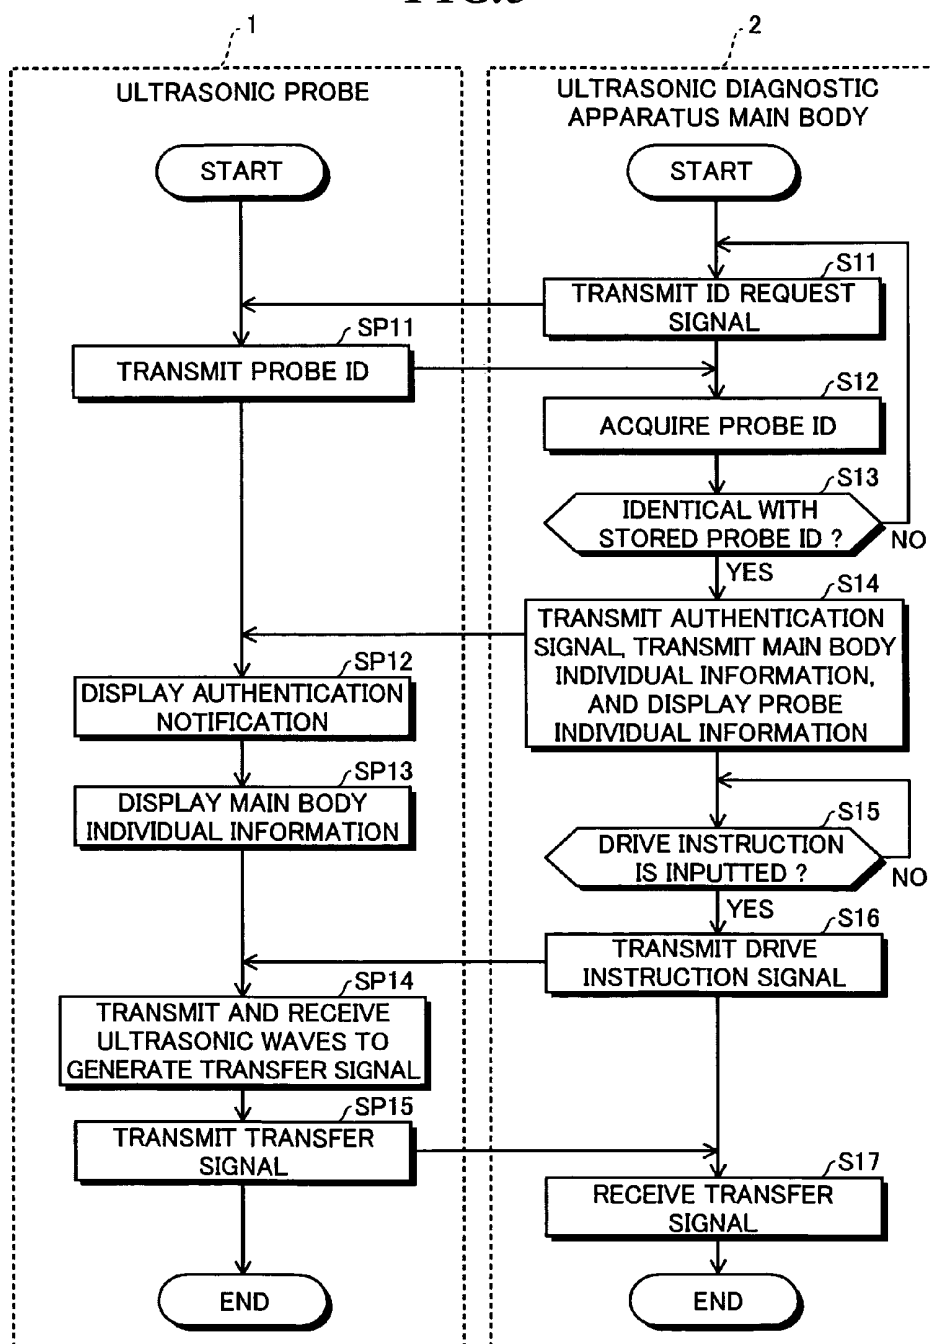 1
ULTRASONIC PROBE
START
SP11
TRANSMIT PROBE ID
SP12
DISPLAY AUTHENTICATION
NOTIFICATION
SP13
DISPLAY MAIN BODY
INDIVIDUAL INFORMATION
SP14
TRANSMIT AND RECEIVE
ULTRASONIC WAVES TO
GENERATE TRANSFER SIGNAL
SP15
TRANSMIT TRANSFER
SIGNAL
END
2
ULTRASONIC DIAGNOSTIC
APPARATUS MAIN BODY
START
S11
TRANSMIT ID REQUEST
SIGNAL
S12
ACQUIRE PROBE ID
S13
IDENTICAL WITH
STORED PROBE ID ?
NO
YES
S14
TRANSMIT AUTHENTICATION
SIGNAL, TRANSMIT MAIN BODY
INDIVIDUAL INFORMATION,
AND DISPLAY PROBE
INDIVIDUAL INFORMATION
S15
DRIVE INSTRUCTION
IS INPUTTED ?
NO
YES
S16
TRANSMIT DRIVE
INSTRUCTION SIGNAL
S17
RECEIVE TRANSFER
SIGNAL
END